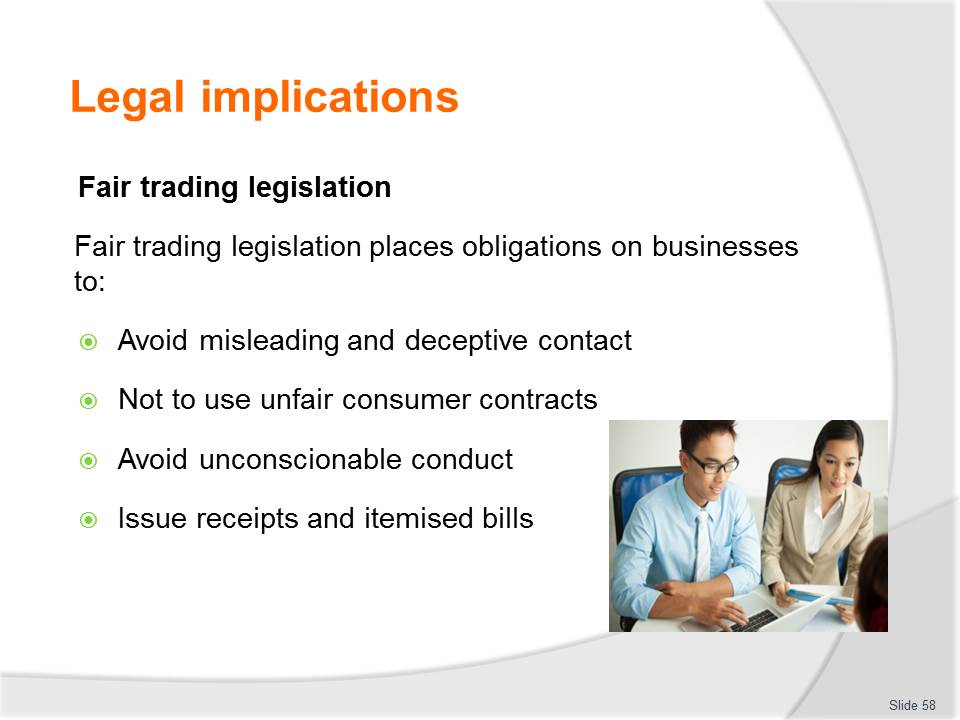 Legal implications
Fair trading legislation
Fair trading legislation places obligations on businesses
to:
Avoid misleading and deceptive contact
Not to use unfair consumer contracts
Avoid unconscionable conduct
Issue receipts and itemised bills
Slide 58